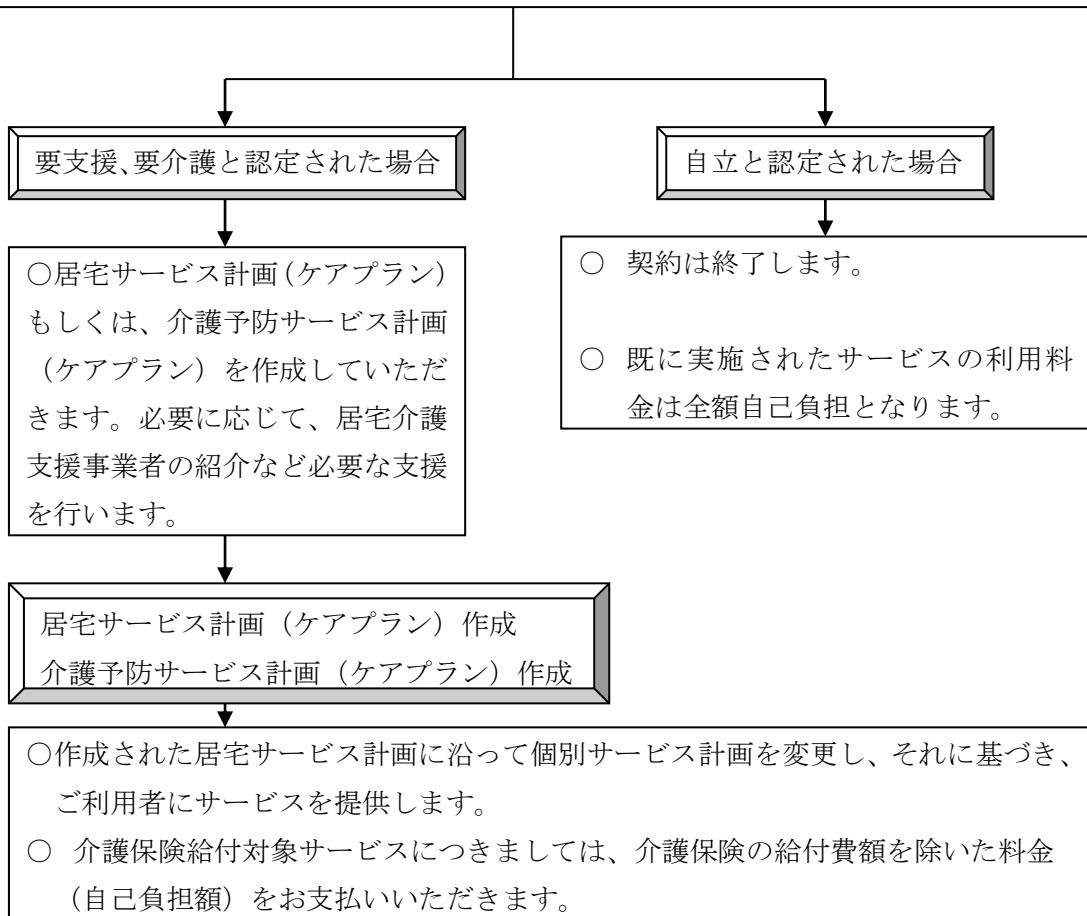 要支援、要介護と認定された場合
自立と認定された場合
○居宅サービス計画(ケアプラン)
もしくは、介護予防サービス計画
(ケアプラン)を作成していただ
きます。必要に応じて、居宅介護
支援事業者の紹介など必要な支援
を行います。
○ 契約は終了します。
○ 既に実施されたサービスの利用料
金は全額自己負担となります。
居宅サービス計画(ケアプラン)作成
介護予防サービス計画(ケアプラン)作成
○作成された居宅サービス計画に沿って個別サービス計画を変更し、それに基づき、
ご利用者にサービスを提供します。
○ 介護保険給付対象サービスにつきましては、介護保険の給付費額を除いた料金
(自己負担額)をお支払いいただきます。